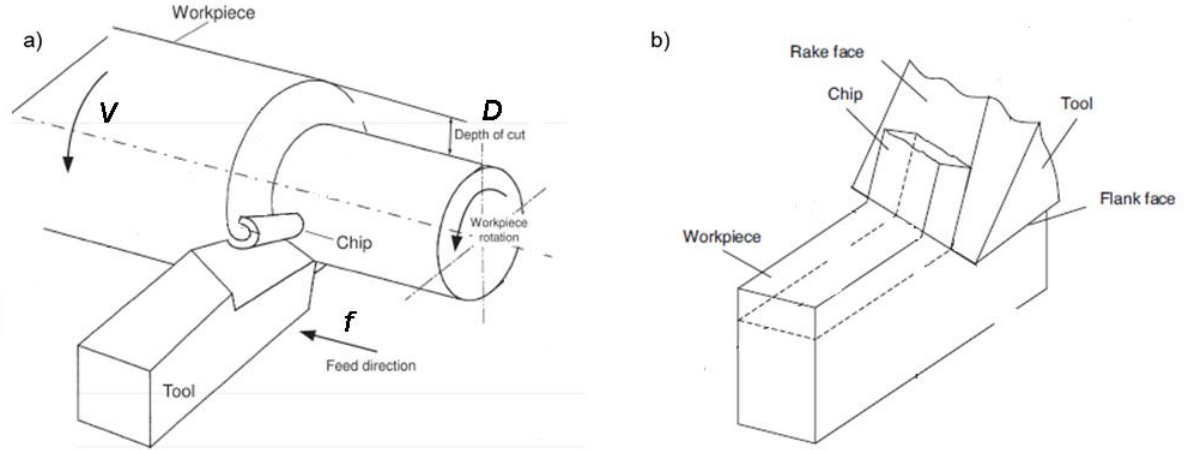 a)
Workpiece
V
D
Depth of cut
Workpiece
rotation
Chip
f
Feed direction
Tool
b)
Rake face
Chip
Tool
Flank face
Workpiece